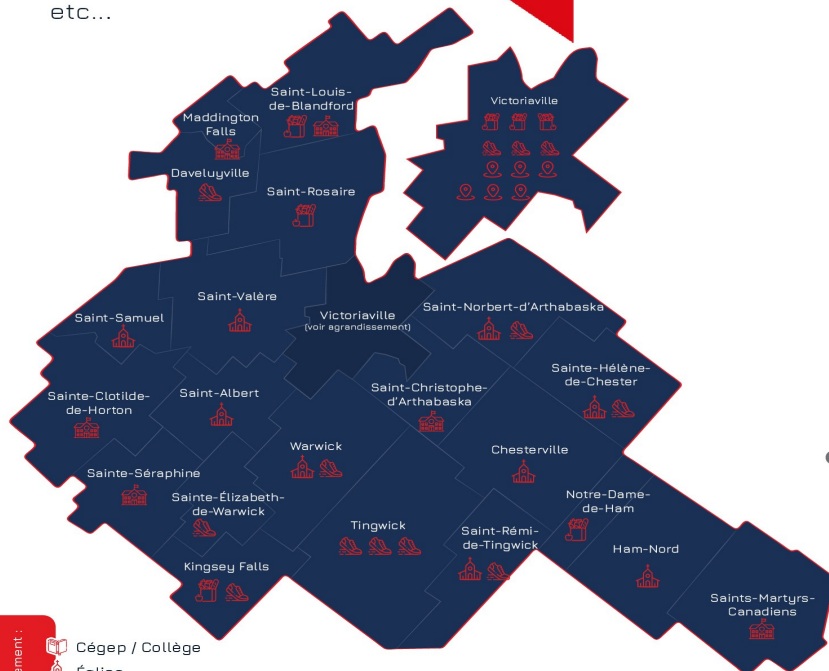 etc...
Saint-Louis-
de-Blandford
Maddington
Falls
Daveluyville
Saint-Rosaire
Victoriaville
Saint-Valère
Saint-Samuel
Victoriaville
(voir agrandissement)
Saint-Norbert-d'Arthabaska
Sainte-Hélène-
de-Chester
Sainte-Clotilde-
de-Horton
Saint-Albert
Saint-Christophe-
d'Arthabaska
Warwick
Chesterville
Sainte-Séraphine
Sainte-Élizabeth-
de-Warwick
Notre-Dame-
de-Ham
Tingwick
Saint-Rémi-
de-Tingwick
Ham-Nord
Kingsey Falls
Saints-Martyrs-
Canadiens
Cégep / Collège
Église